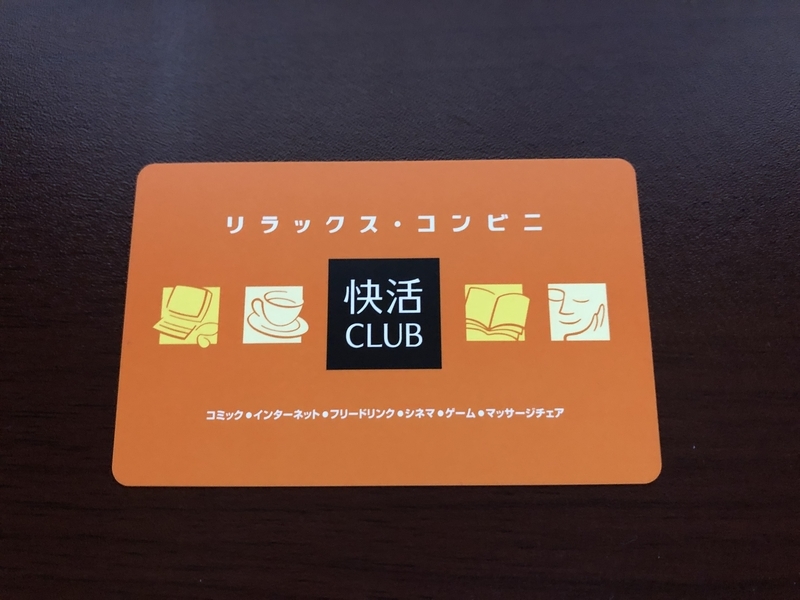 リラックス・コンビニ
快活
CLUB
コミック●インターネット●フリードリンク●シネマ●ゲーム●マッサージチェア